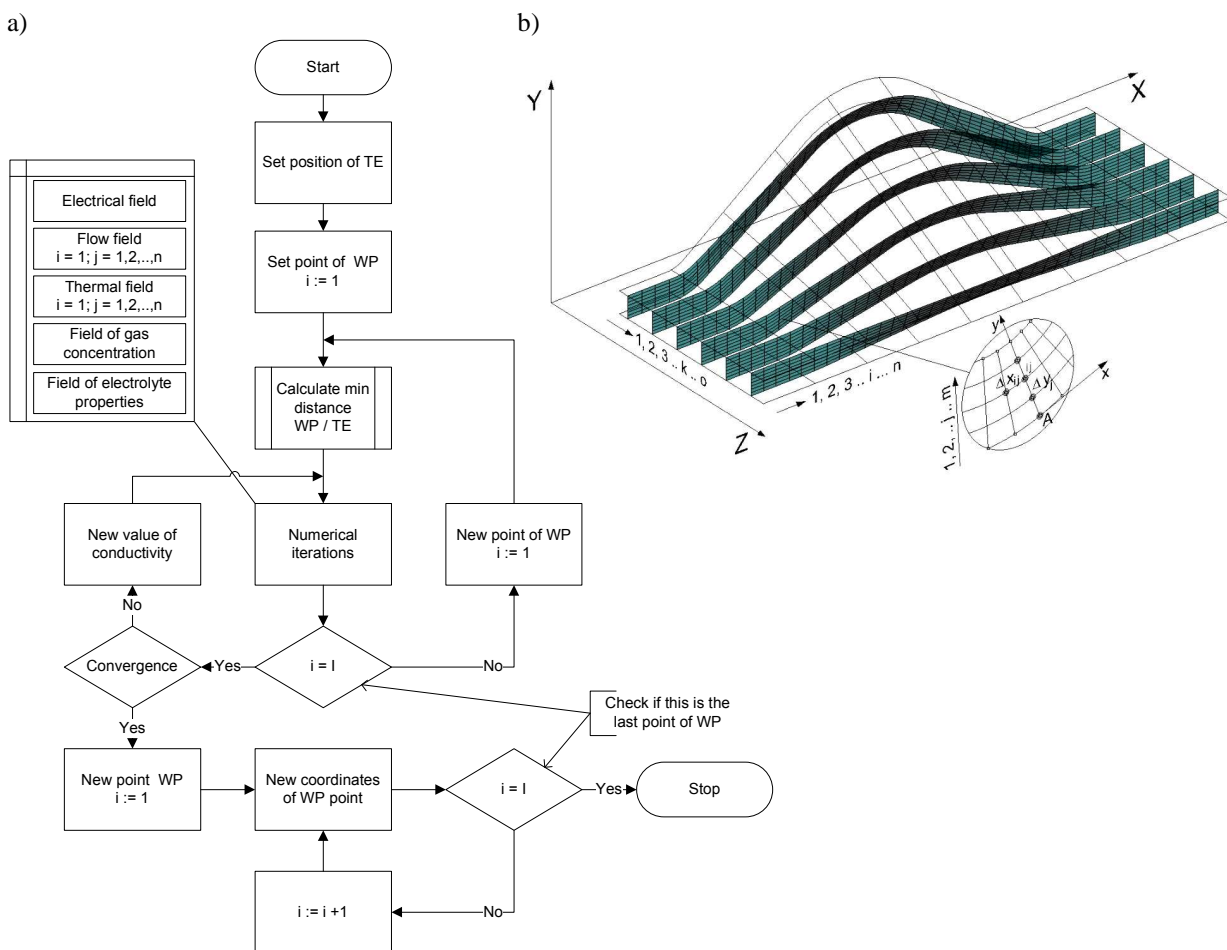 a)
Start
Set position of TE
Set point of WP
i := 1
Calculate min
distance
WP / TE
Electrical field
Flow field
i = 1; j = 1,2,..,n
Thermal field
i = 1; j = 1,2,..,n
Field of gas
concentration
Field of electrolyte
properties
New value of
conductivity
Numerical
iterations
New point of WP
i := 1
No
Convergence
Yes
i = I
No
Check if this is the
last point of WP
Yes
New point WP
i := 1
New coordinates
of WP point
i = I
Yes
Stop
i := i +1
No
b)
Y
X
Z
1, 2, 3 .. k .. o
1, 2, 3 ... i ... n
1, 2, ... j .. m
y
x
Δ x ij
ij
Δ y j
A